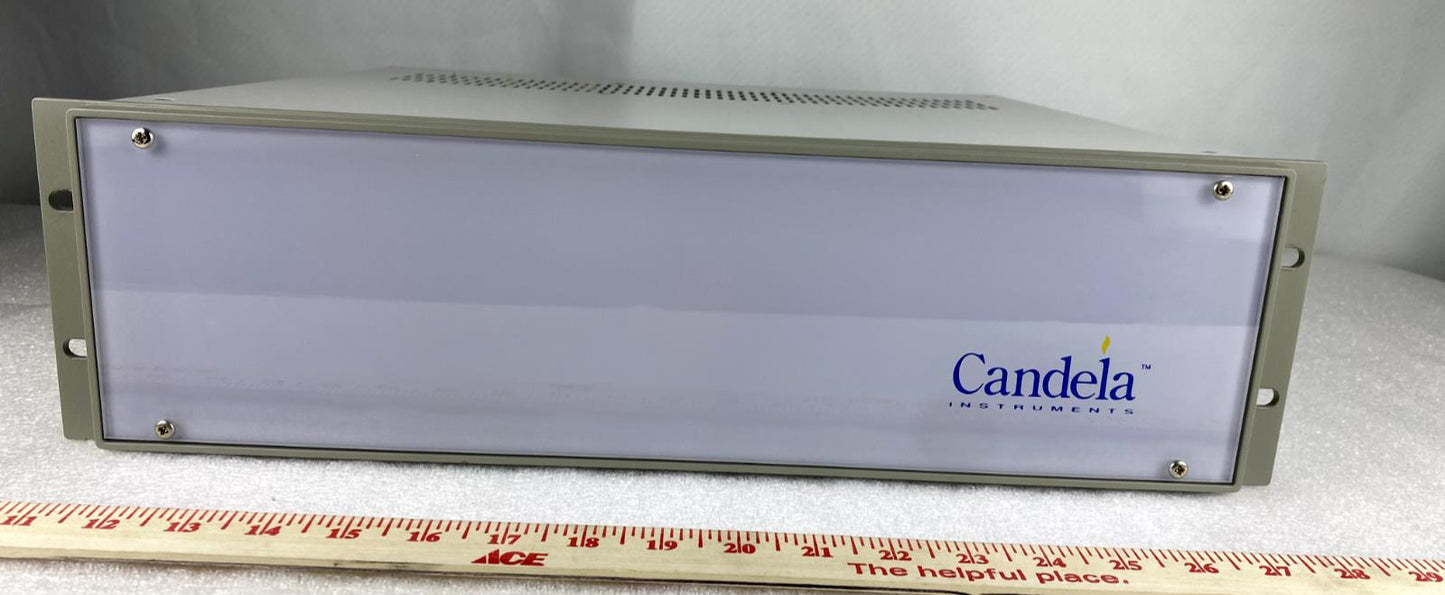 Candela™
INSTRUMENTS
11 12 13 14 15 16 17 18 19 20 21 22 23 24 25 26 27 28 29
ACE
The helpful place.